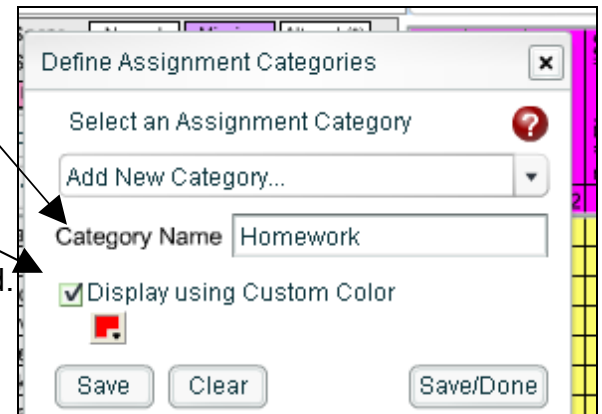 Define Assignment Categories
x
Select an Assignment Category
?
Add New Category...
Category Name Homework
d.
Display using Custom Color
Save Clear Save/Done